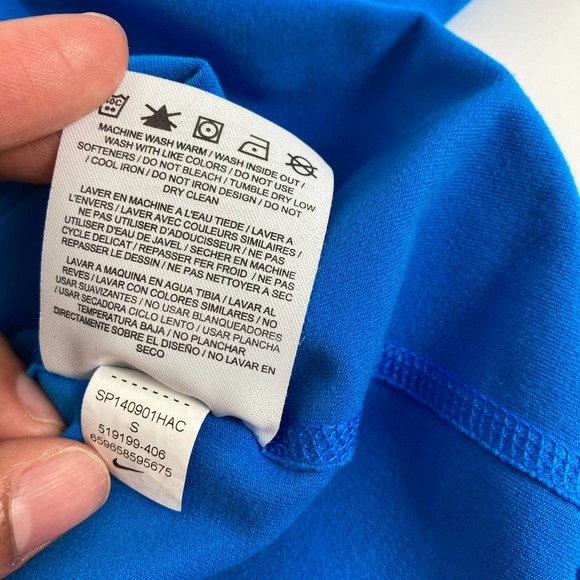 40C
MACHINE WASH WARM / WASH INSIDE OUT /
WASH WITH LIKE COLORS / DO NOT USE
SOFTENERS / DO NOT BLEACH / TUMBLE DRY LOW
/ COOL IRON / DO NOT IRON DESIGN / DO NOT
DRY CLEAN
LAVER EN MACHINE A L'EAU TIEDE / LAVER A
L'ENVERS / LAVER AVEC COULEURS SIMILAIRES /
NE PAS UTILISER D'ADOUCISSEUR / NE PAS
UTILISER D'EAU DE JAVEL / SECHER EN MACHINE
CYCLE DELICAT / REPASSER FER FROID / NE PAS
REPASSER LE DESSIN / NE PAS NETTOYER A SEC
LAVAR A MAQUINA EN AGUA TIBIA / LAVAR AL
REVES / LAVAR CON COLORES SIMILARES / NO
USAR SUAVIZANTES / NO USAR BLANQUEADORES
/ USAR SECADORA CICLO LENTO / USAR PLANCHA
TEMPERATURA BAJA / NO PLANCHAR
DIRECTAMENTE SOBRE EL DISEÑO / NO LAVAR EN
SECO
SP140901HAC
S
519199-406
659658595675